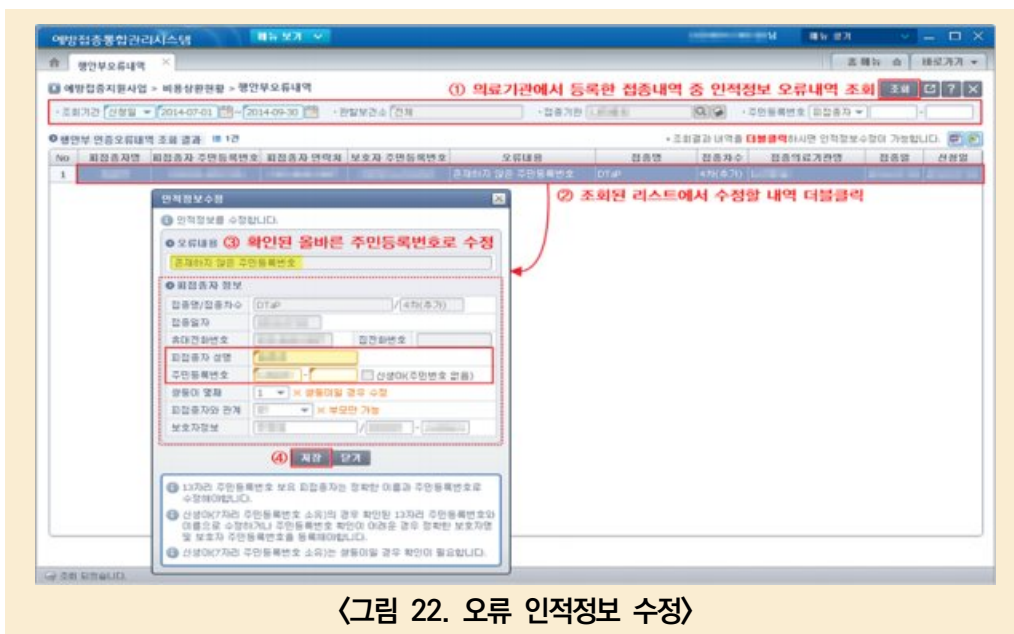 예방접종통합관리시스템 메뉴 보기 님 메뉴 보기
행안부오류내역 홈 메뉴 바로가기
예방접종지원사업 > 비용상환현황 > 행안부오류내역 ① 의료기관에서 등록한 접종내역 중 인적정보 오류내역 조회 조회
· 조회기간 신청일 2014-07-01 ~ 2014-09-30 · 관할보건소 전체 · 접종기관 · 주민등록번호 피접종자 -
행안부 인증오류내역 조회 결과: 1건 • 조회결과 내역을 더블클릭하시면 인적정보수정이 가능합니다.
No 피접종자명 피접종자 주민등록번호 피접종자 연락처 보호자 주민등록번호 오류내용 접종명 접종차수 접종의료기관명 접종일 신청일
1 존재하지 않은 주민등록번호 DTaP 4차(추가)
② 조회된 리스트에서 수정할 내역 더블클릭
인적정보수정
인적정보를 수정합니다.
오류내용 ③ 확인된 올바른 주민등록번호로 수정
존재하지 않은 주민등록번호
피접종자 정보
접종명/접종차수 DTaP / 4차(추가)
접종일자
휴대전화번호 집전화번호
피접종자 성명
주민등록번호 - 신생아(주민번호 없음)
쌍둥이 몇째 1 ※ 쌍둥이일 경우 수정
피접종자와 관계 ※ 부모만 가능
보호자정보 / -
④ 저장 닫기
13자리 주민등록번호 보유 피접종자는 정확한 이름과 주민등록번호로
수정해야합니다.
신생아(7자리 주민등록번호 소유)의 경우 확인된 13자리 주민등록번호와
이름으로 수정하거나 주민등록번호 확인이 어려운 경우 정확한 보호자명
및 보호자 주민등록번호를 등록해야합니다.
신생아(7자리 주민등록번호 소유)는 쌍둥이일 경우 확인이 필요합니다.
조회 되었습니다.
〈그림 22. 오류 인적정보 수정〉